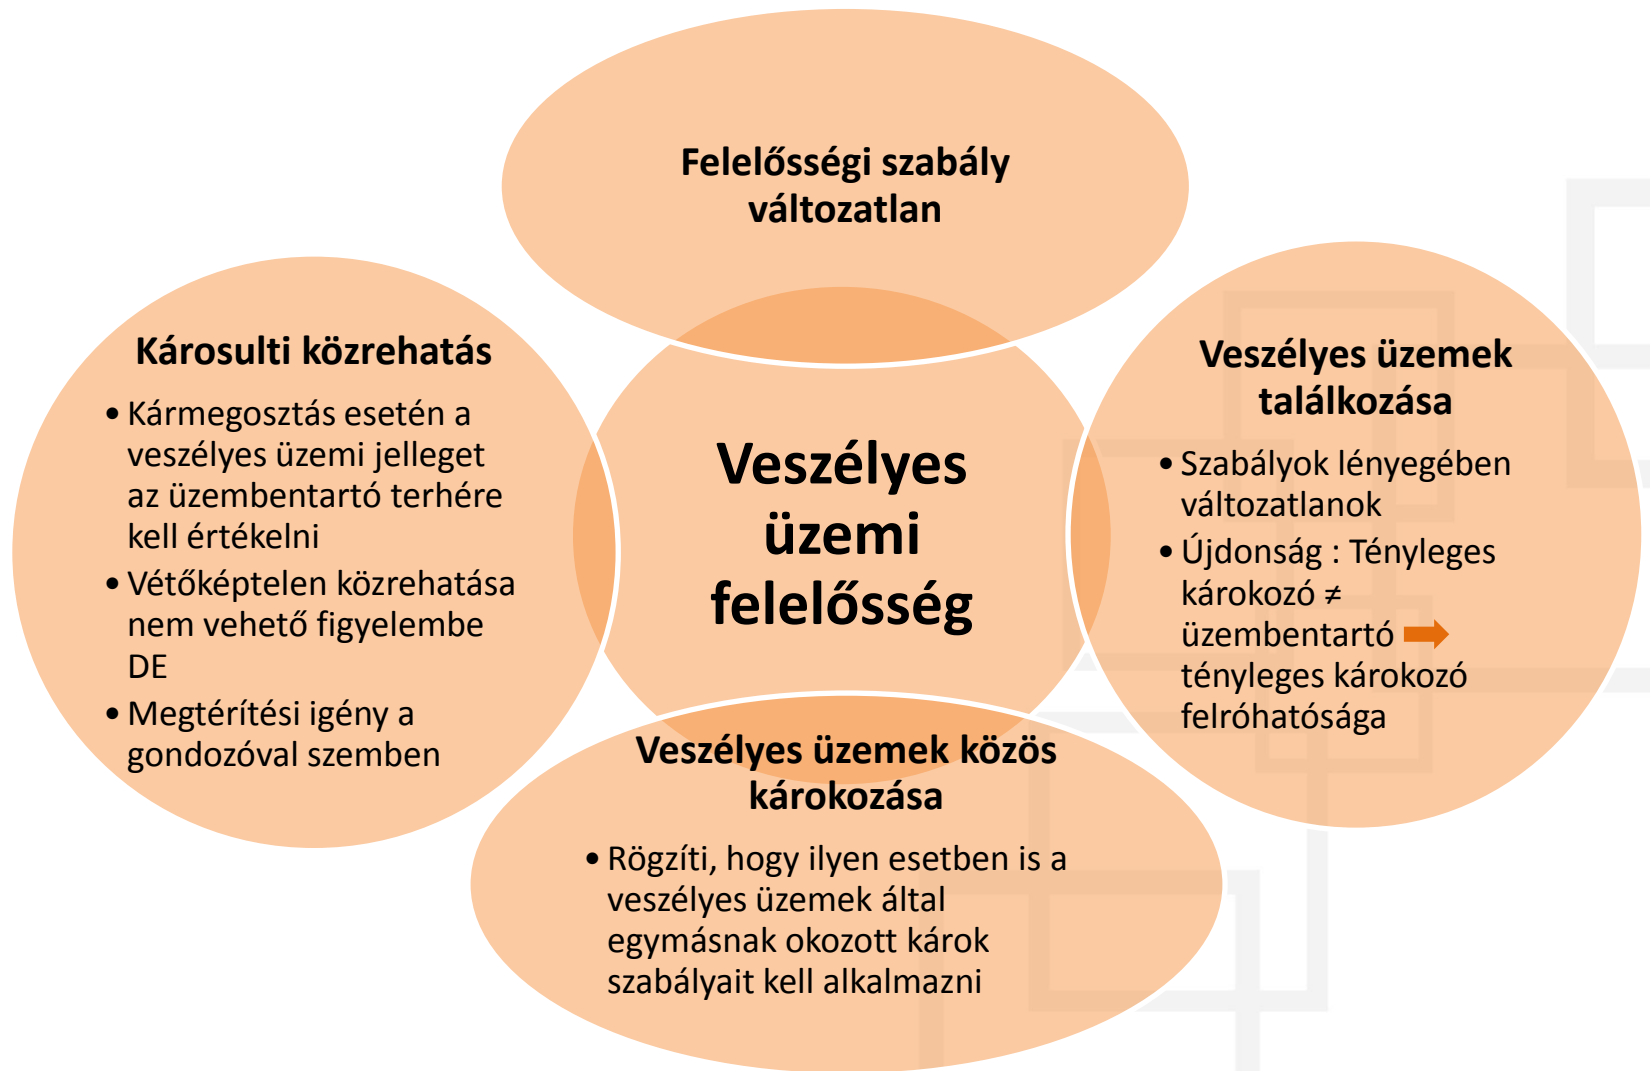 Felelősségi szabály
változatlan
Károsulti közrehatás
• Kármegosztás esetén a
veszélyes üzemi jelleget
az üzembentartó terhére
kell értékelni
• Vétőképtelen közrehatása
nem vehető figyelembe
DE
• Megtérítési igény a
gondozóval szemben
Veszélyes
üzemi
felelősség
Veszélyes üzemek
találkozása
• Szabályok lényegében
változatlanok
• Újdonság : Tényleges
károkozó ≠
üzembentartó ➡
tényleges károkozó
felróhatósága
Veszélyes üzemek közös
károkozása
• Rögzíti, hogy ilyen esetben is a
veszélyes üzemek által
egymásnak okozott károk
szabályait kell alkalmazni